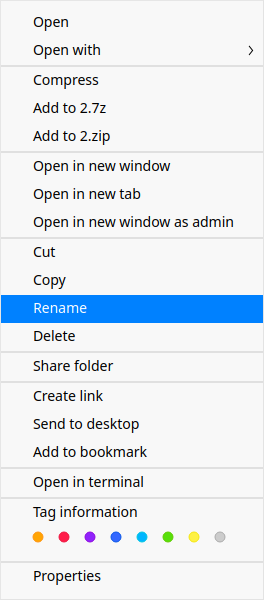 Open
Open with
Compress
Add to 2.7z
Add to 2.zip
Open in new window
Open in new tab
Open in new window as admin
Cut
Copy
Rename
Delete
Share folder
Create link
Send to desktop
Add to bookmark
Open in terminal
Tag information
Properties